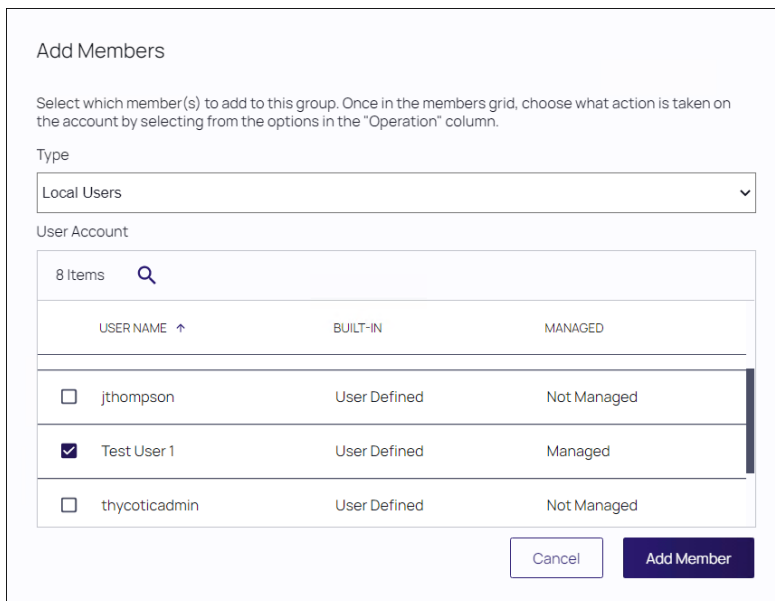 Add Members
Select which member(s) to add to this group. Once in the members grid, choose what action is taken on
the account by selecting from the options in the "Operation" column.
Type
Local Users
User Account
8 Items
USER NAME ↑ BUILT-IN MANAGED
jthompson User Defined Not Managed
Test User 1 User Defined Managed
thycoticadmin User Defined Not Managed
Cancel Add Member